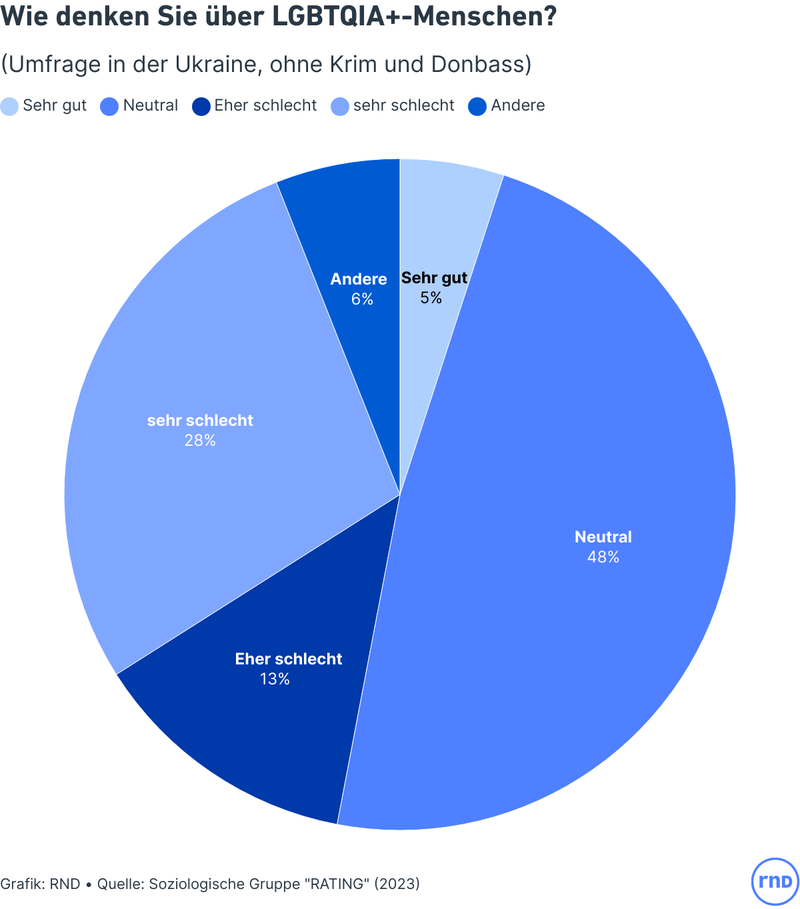 Wie denken Sie über LGBTQIA+-Menschen?
(Umfrage in der Ukraine, ohne Krim und Donbass)
Sehr gut Neutral Eher schlecht sehr schlecht Andere
Andere
6%
Sehr gut
5%
sehr schlecht
28%
Neutral
48%
Eher schlecht
13%
Grafik: RND • Quelle: Soziologische Gruppe "RATING" (2023)
rnD